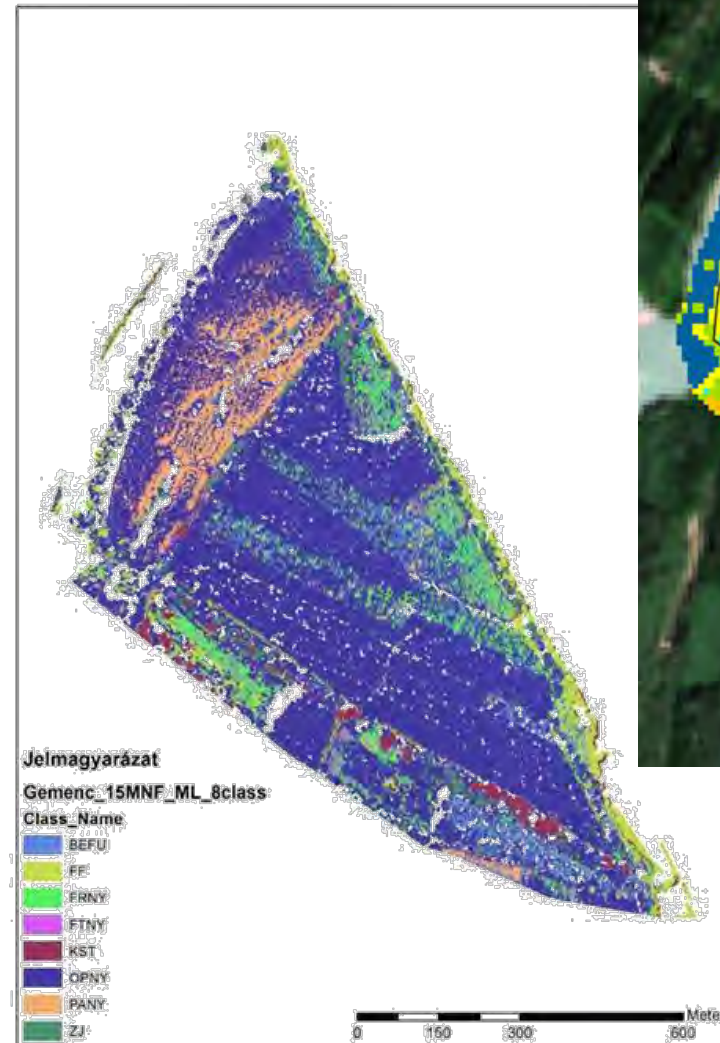 Jelmagyarázat
Gemenc_15MNF_ML_8class
Class_Name
BEFU
FF
FRNY
FTNY
KST
OPNY
PANY
ZJ
Mete
0 150 300 600